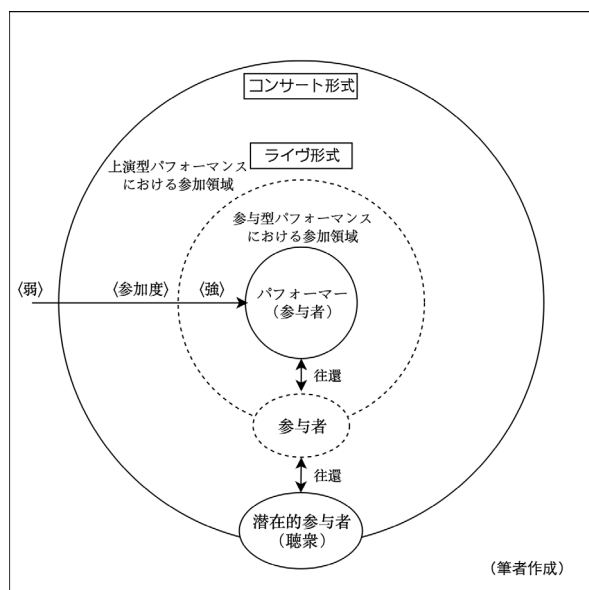 コンサート形式
ライヴ形式
上演型パフォーマンス
における参加領域
参与型パフォーマンス
における参加領域
〈弱〉
〈参加度〉
〈強〉
パフォーマー
（参与者）
往還
参与者
往還
潜在的参与者
（聴衆）
（筆者作成）